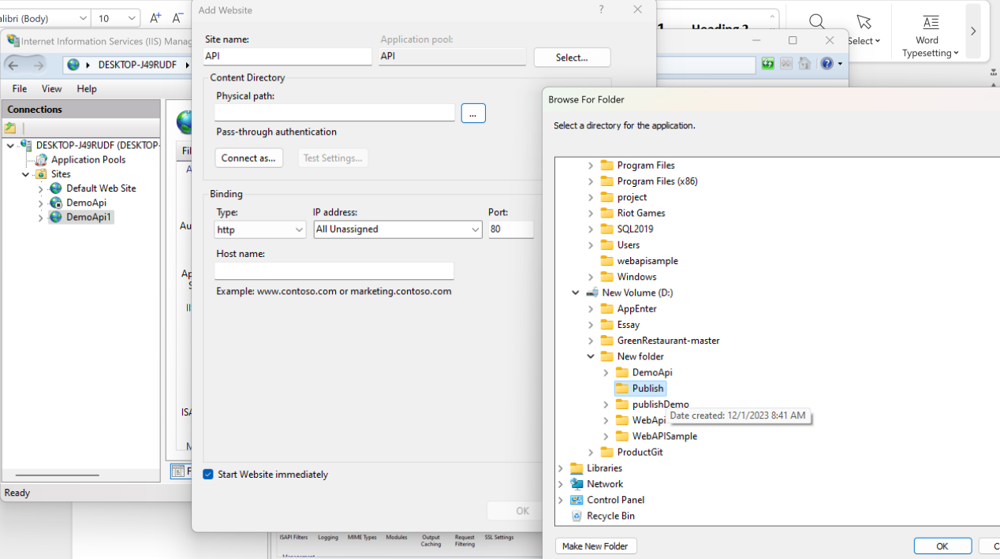 alibri (Body)
10
Add Website
Heading 2
Select
Word
Typesetting
Internet Information Services (IIS) Manag
DESKTOP-J49RUDF
File View Help
Connections
DESKTOP-J49RUDF (DESKTOP-
Application Pools
Sites
Default Web Site
DemoApi
DemoApi1
Ready
Site name:
Application pool:
API
API
Select...
Content Directory
Physical path:
...
Pass-through authentication
Connect as...
Test Settings...
Binding
Type:
IP address:
Port:
http
All Unassigned
80
Host name:
Example: www.contoso.com or marketing.contoso.com
Start Website immediately
OK
Browse For Folder
Select a directory for the application.
Program Files
Program Files (x86)
project
Riot Games
SQL2019
Users
webapisample
Windows
New Volume (D:)
AppEnter
Essay
GreenRestaurant-master
New folder
DemoApi
Publish
publishDemo
Date created: 12/1/2023 8:41 AM
WebApi
WebAPISample
ProductGit
Libraries
Network
Control Panel
Recycle Bin
Make New Folder
OK
ISAPI Filters Logging MIME Types Modules Output Caching Request Filtering SSL Settings